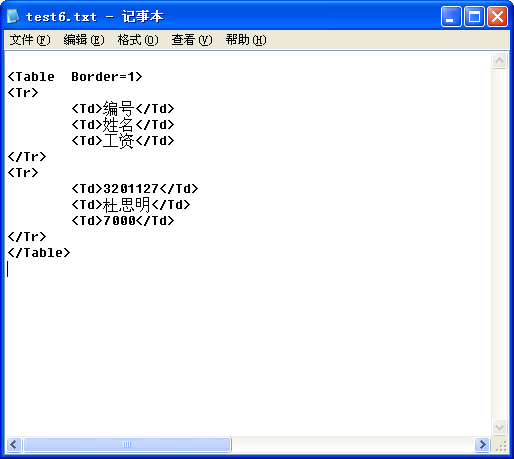 test6.txt - 记事本
文件(F) 编辑(E) 格式(O) 查看(V) 帮助(H)
<Table  Border=1>
<Tr>
        <Td>编号</Td>
        <Td>姓名</Td>
        <Td>工资</Td>
</Tr>
<Tr>
        <Td>3201127</Td>
        <Td>杜思明</Td>
        <Td>7000</Td>
</Tr>
</Table>